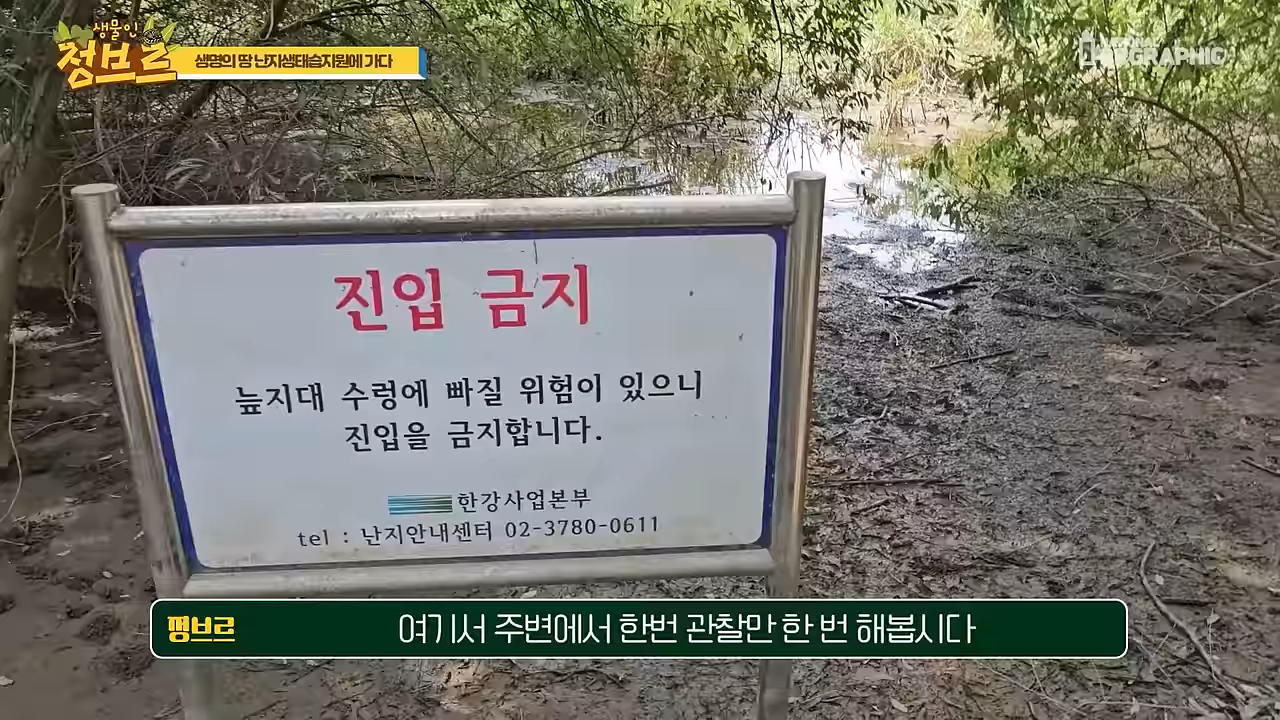 생물인
정브르
생명의 땅 난지생태습지원에 가다
GRAPHIC
진입 금지
늪지대 수렁에 빠질 위험이 있으니
진입을 금지합니다.
한강사업본부
tel : 난지안내센터 02-3780-0611
쩡브르
여기서 주변에서 한번 관찰만 한 번 해봅시다